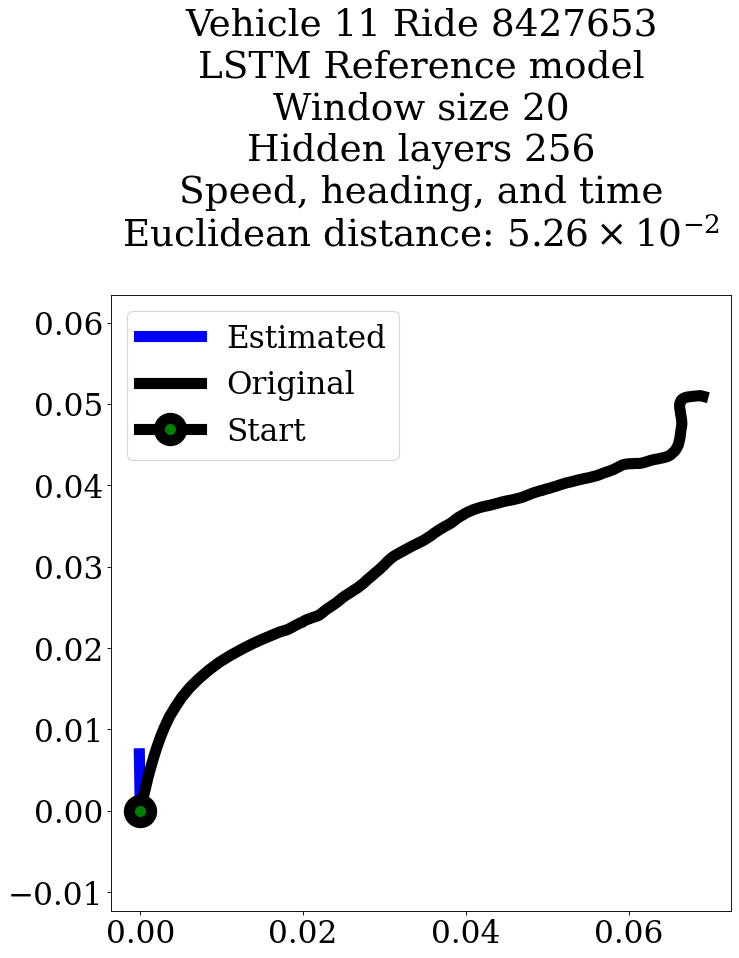 Vehicle 11 Ride 8427653
LSTM Reference model
Window size 20
Hidden layers 256
Speed, heading, and time
Euclidean distance: 5.26 × 10⁻²
Estimated
Original
Start
0.06
0.05
0.04
0.03
0.02
0.01
0.00
−0.01
0.00 0.02 0.04 0.06